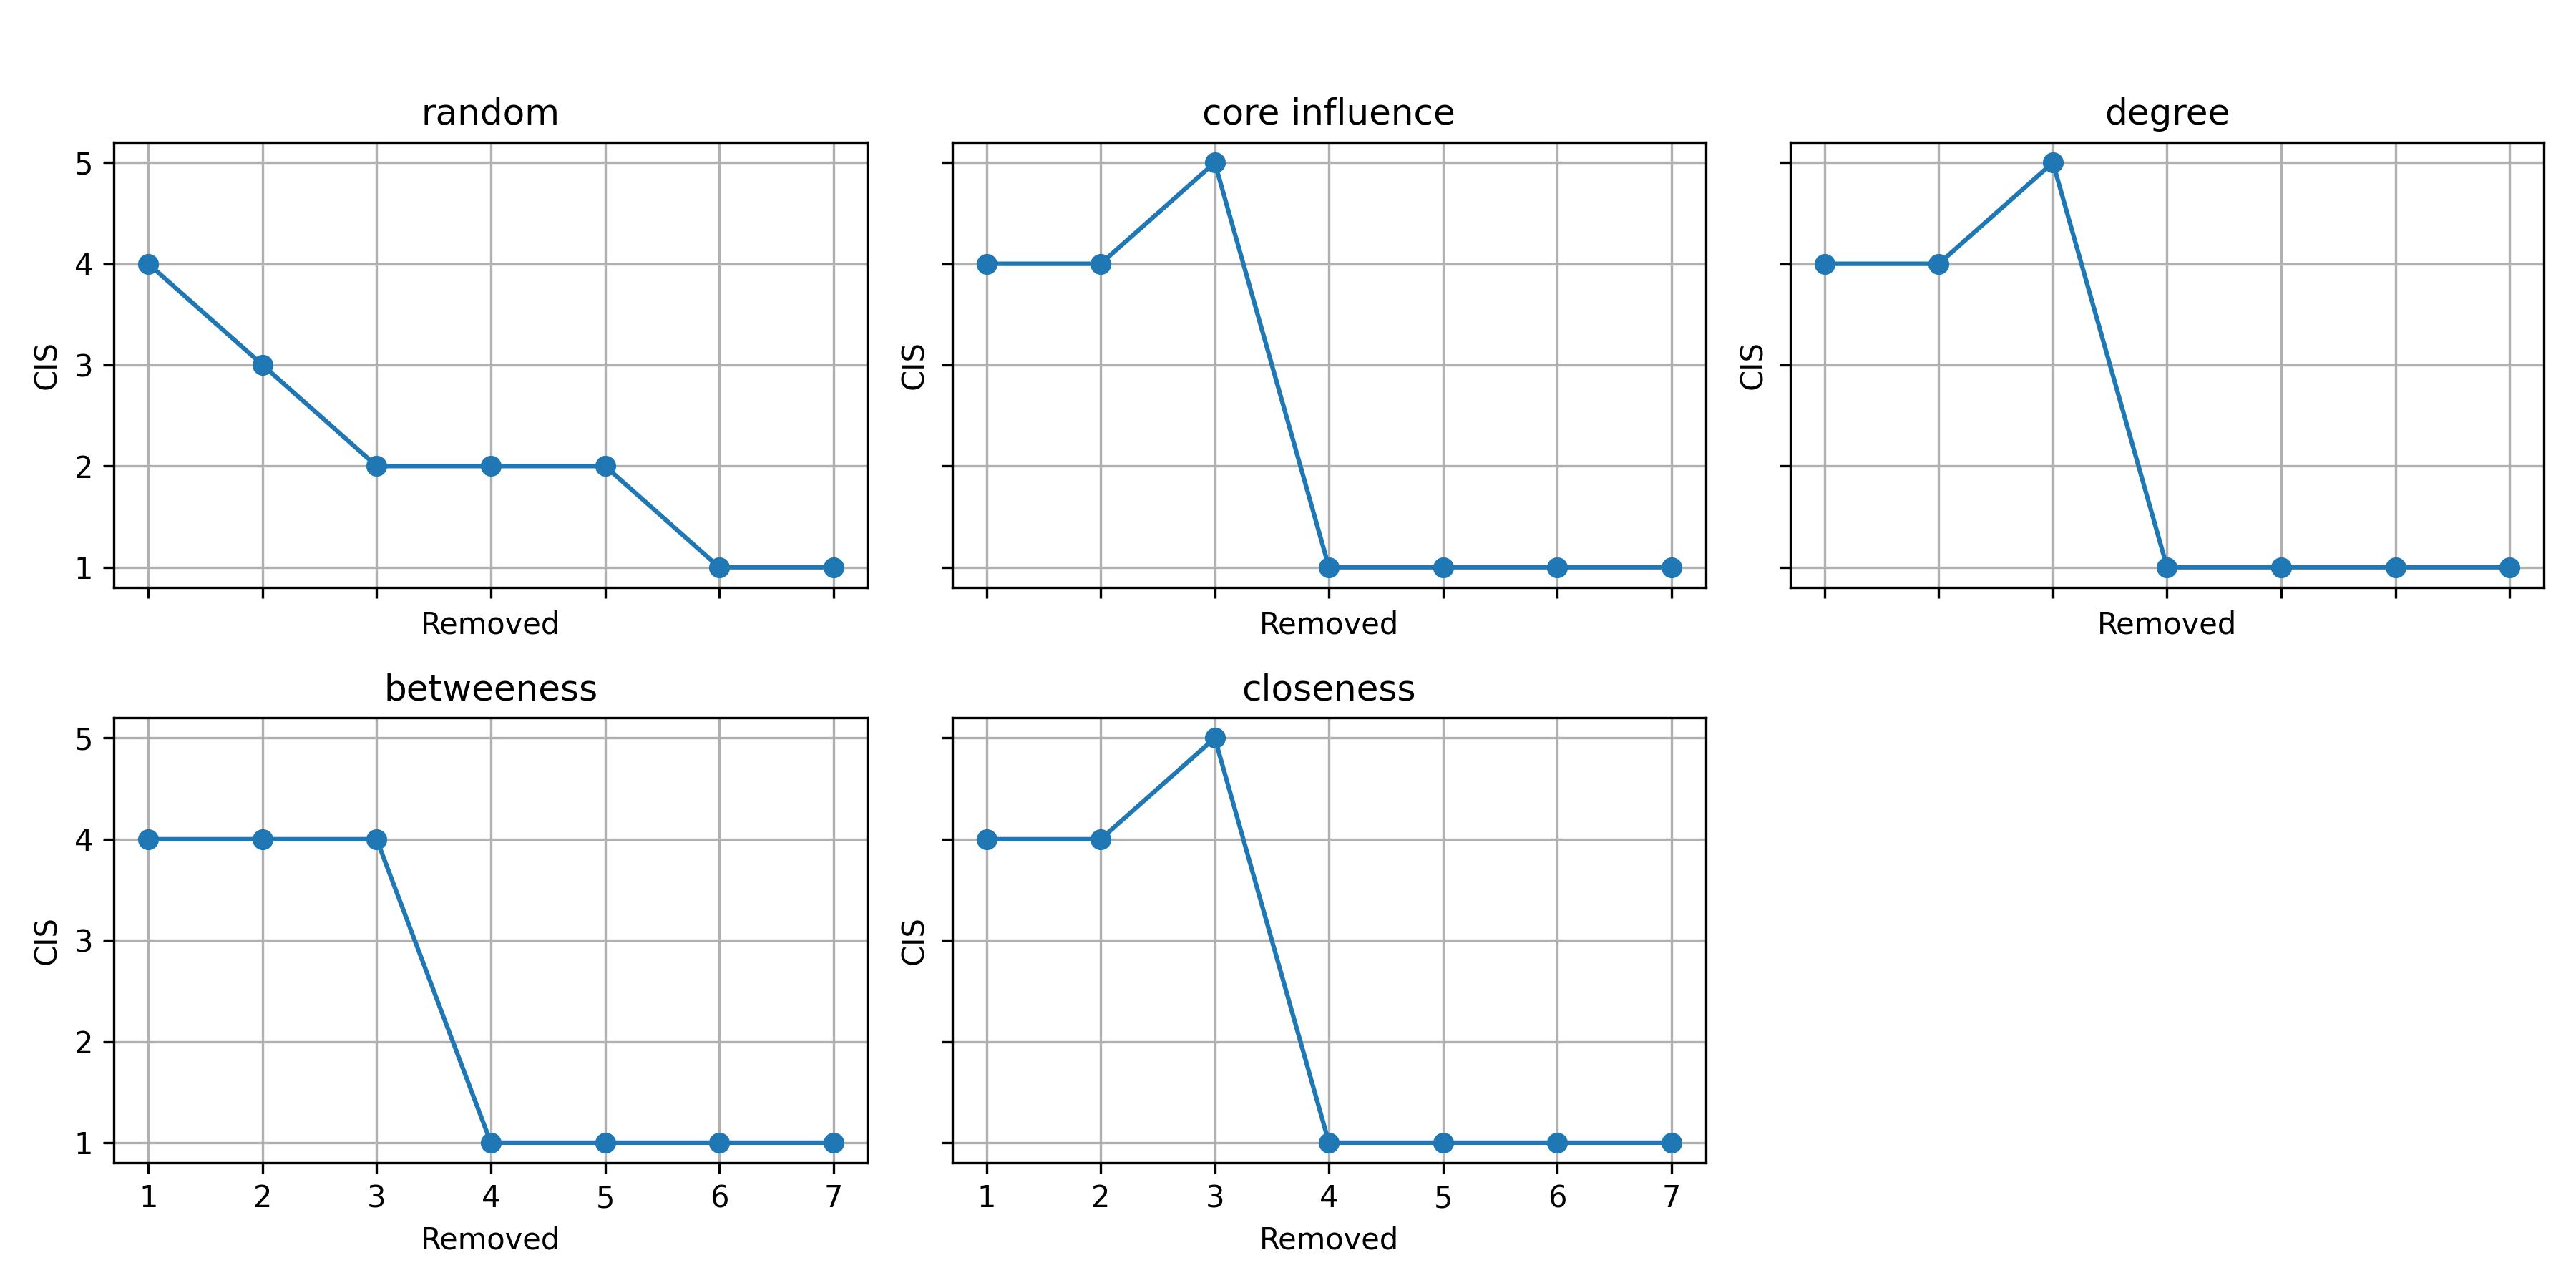 random
core influence
degree
5
4
3
2
1
CIS
CIS
CIS
Removed
Removed
Removed
betweeness
closeness
5
4
3
2
1
CIS
CIS
1 2 3 4 5 6 7
1 2 3 4 5 6 7
Removed
Removed